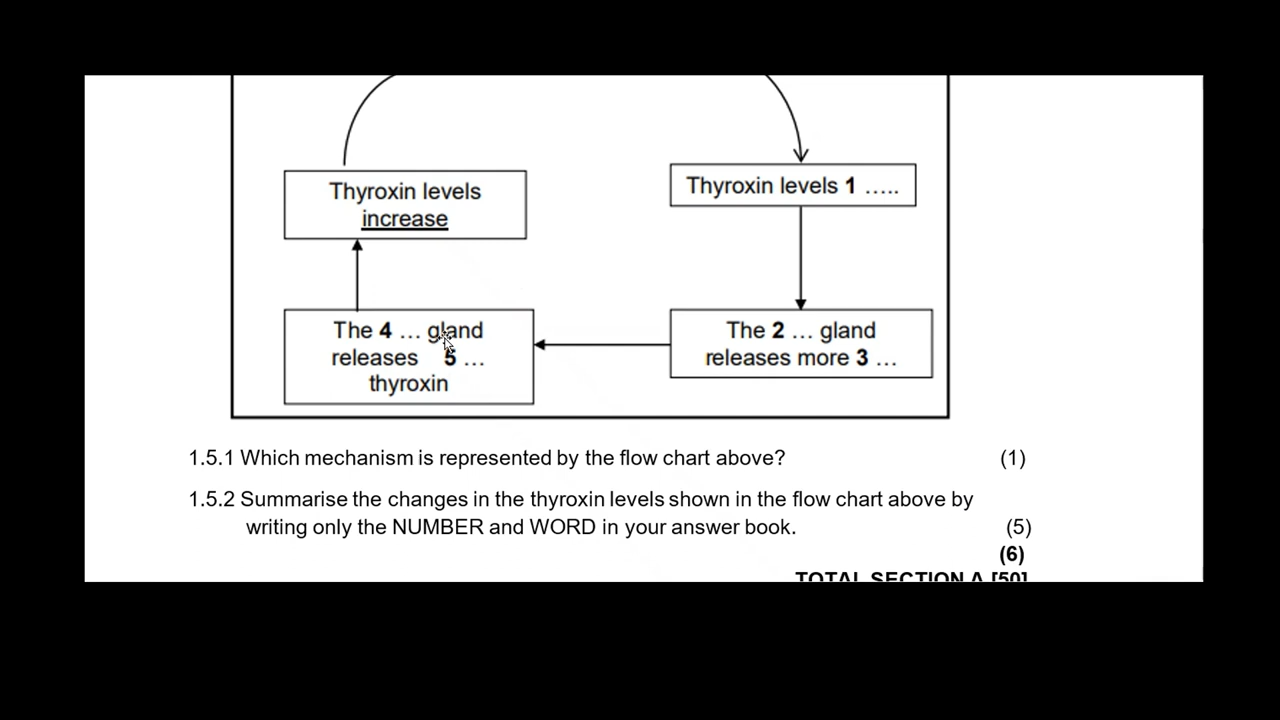 Thyroxin levels
increase
Thyroxin levels 1 .....
The 4 ... gland
releases 5 ...
thyroxin
The 2 ... gland
releases more 3 ...
1.5.1 Which mechanism is represented by the flow chart above? (1)
1.5.2 Summarise the changes in the thyroxin levels shown in the flow chart above by
writing only the NUMBER and WORD in your answer book. (5)
(6)
TOTAL SECTION A [50]